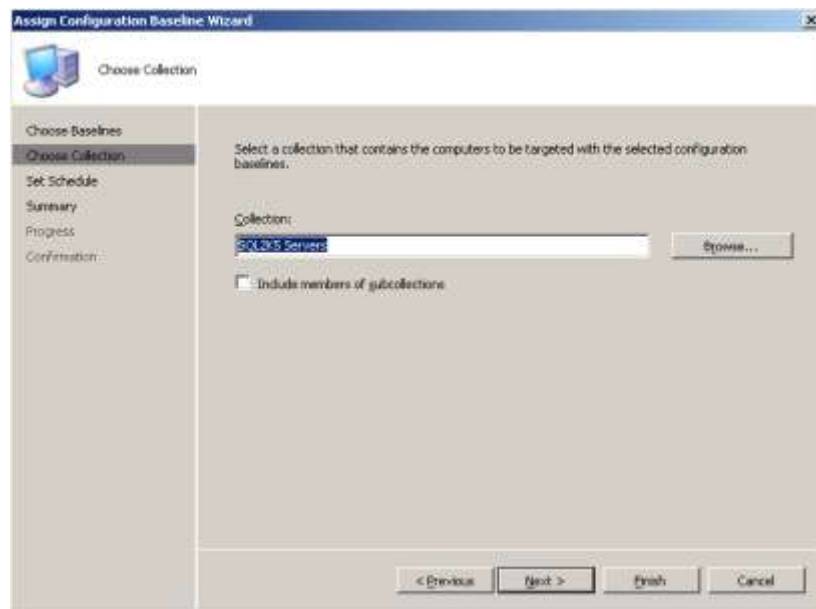 Assign Configuration Baseline Wizard
Choose Collection
Choose Baselines
Choose Collection
Set Schedule
Summary
Progress
Confirmation
Select a collection that contains the computers to be targeted with the selected configuration
baselines.
Collection:
SQL2K5 Servers
Browse...
Include members of subcollections
< Previous
Next >
Finish
Cancel